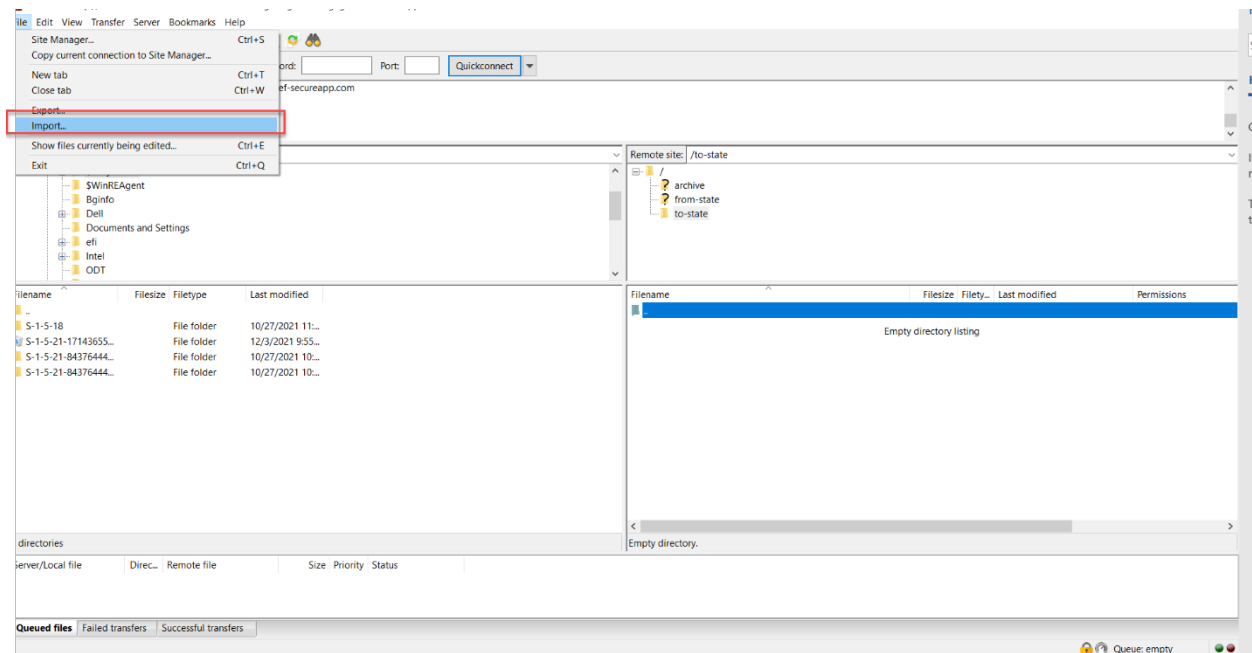 File Edit View Transfer Server Bookmarks Help
Site Manager... Ctrl+S
Copy current connection to Site Manager...
ord: Port: Quickconnect
New tab Ctrl+T
Close tab Ctrl+W
ef-secureapp.com
Export...
Import...
Show files currently being edited... Ctrl+E
Exit Ctrl+Q
Remote site: /to-state
/
archive
from-state
to-state
$WinREAgent
Bginfo
Dell
Documents and Settings
efi
Intel
ODT
Filename Filesize Filetype Last modified
..
S-1-5-18 File folder 10/27/2021 11:...
S-1-5-21-17143655... File folder 12/3/2021 9:55...
S-1-5-21-84376444... File folder 10/27/2021 10:...
S-1-5-21-84376444... File folder 10/27/2021 10:...
directories
Filename Filesize Filety... Last modified Permissions
..
Empty directory listing
Empty directory.
Server/Local file Direc... Remote file Size Priority Status
Queued files Failed transfers Successful transfers
Queue: empty